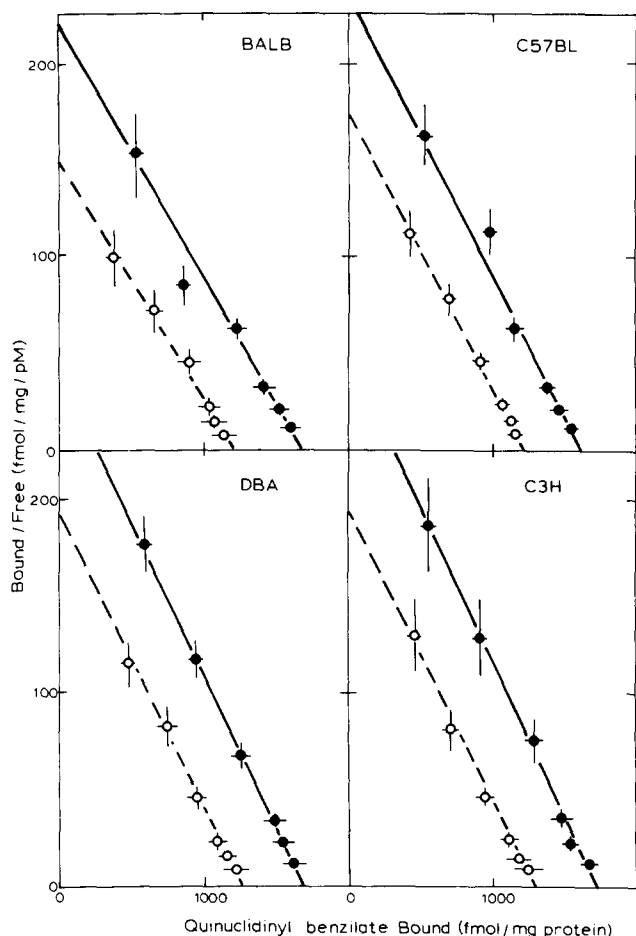 BALB
C57BL
200
100
0
DBA
C3H
200
100
0
0
1000
0
1000
Bound / Free (fmol / mg / pM)
Quinuclidinyl benzilate Bound (fmol/mg protein)